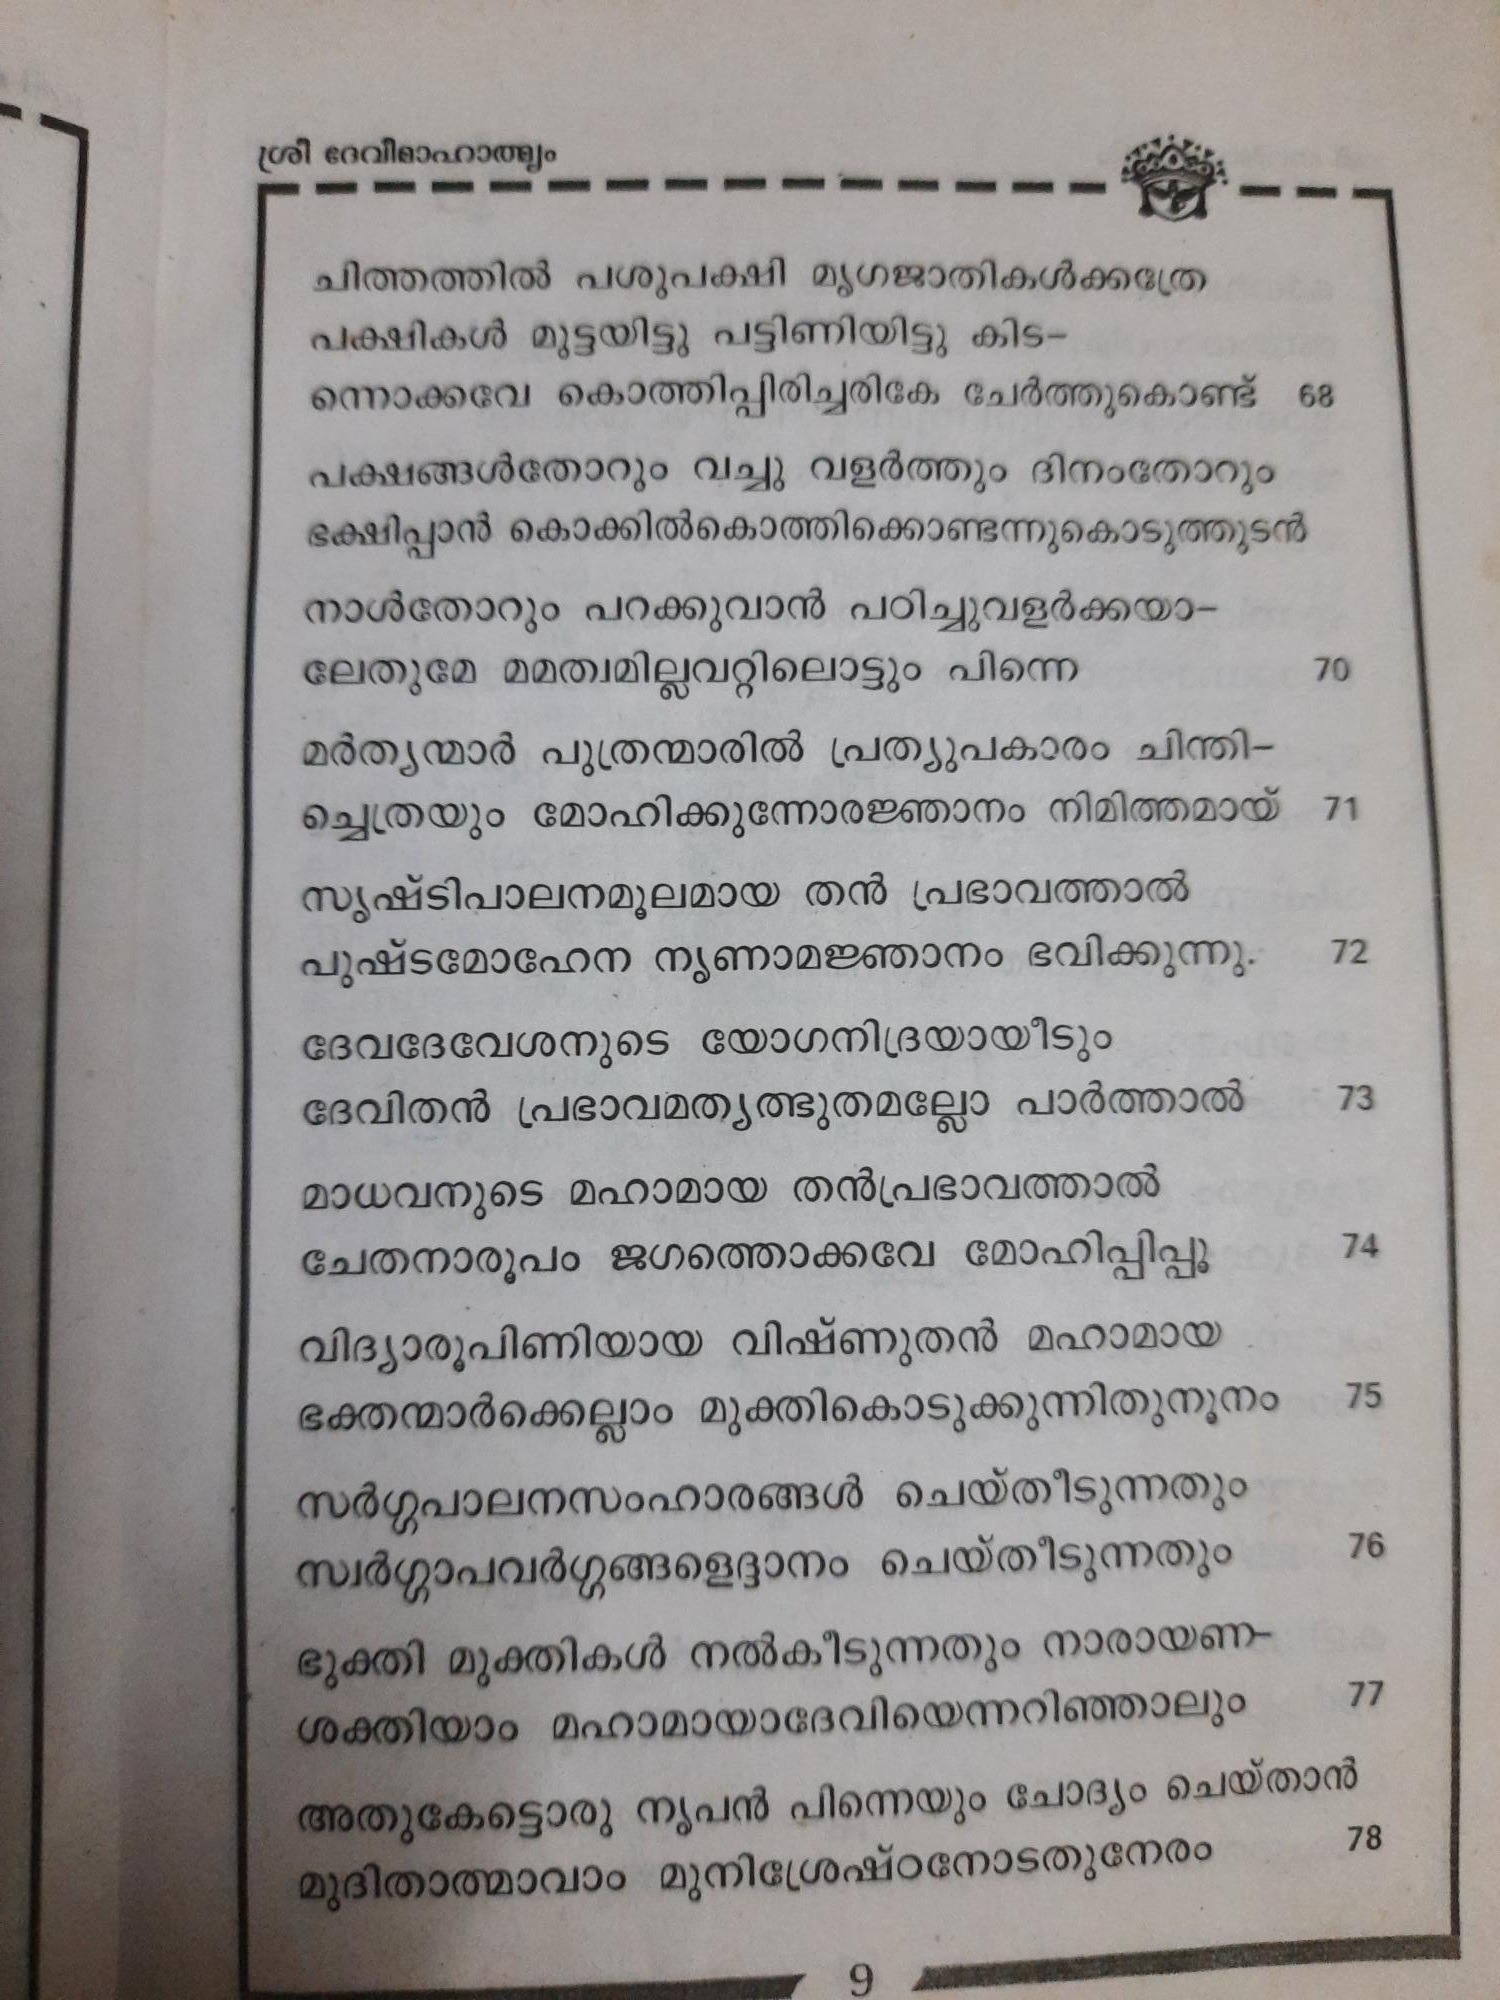 ശ്രീ ദേവീമാഹാത്മ്യം
ചിത്തത്തിൽ പശുപക്ഷി മൃഗജാതികൾക്കത്രേ
പക്ഷികൾ മുട്ടയിട്ടു പട്ടിണിയിട്ടു കിട-
ന്നൊക്കവേ കൊത്തിപ്പിരിച്ചരികേ ചേർത്തുകൊണ്ട് 68
പക്ഷങ്ങൾതോറും വച്ചു വളർത്തും ദിനംതോറും
ഭക്ഷിപ്പാൻ കൊക്കിൽകൊത്തിക്കൊണ്ടന്നുകൊടുത്തുടൻ
നാൾതോറും പറക്കുവാൻ പഠിച്ചുവളർക്കയാ-
ലേതുമേ മമത്വമില്ലവറ്റിലൊട്ടും പിന്നെ 70
മർത്യന്മാർ പുത്രന്മാരിൽ പ്രത്യുപകാരം ചിന്തി-
ച്ചെത്രയും മോഹിക്കുന്നോരജ്ഞാനം നിമിത്തമായ് 71
സൃഷ്ടിപാലനമൂലമായ തൻ പ്രഭാവത്താൽ
പുഷ്ടമോഹേന നൃണാമജ്ഞാനം ഭവിക്കുന്നു. 72
ദേവദേവേശനുടെ യോഗനിദ്രയായീടും
ദേവിതൻ പ്രഭാവമത്യത്ഭുതമല്ലോ പാർത്താൽ 73
മാധവനുടെ മഹാമായ തൻപ്രഭാവത്താൽ
ചേതനാരൂപം ജഗത്തൊക്കവേ മോഹിപ്പിപ്പൂ 74
വിദ്യാരൂപിണിയായ വിഷ്ണുതൻ മഹാമായ
ഭക്തന്മാർക്കെല്ലാം മുക്തികൊടുക്കുന്നിതുനൂനം 75
സർഗ്ഗപാലനസംഹാരങ്ങൾ ചെയ്തീടുന്നതും
സ്വർഗ്ഗാപവർഗ്ഗങ്ങളെദ്ദാനം ചെയ്തീടുന്നതും 76
ഭുക്തി മുക്തികൾ നൽകീടുന്നതും നാരായണ-
ശക്തിയാം മഹാമായാദേവിയെന്നറിഞ്ഞാലും 77
അതുകേട്ടൊരു നൃപൻ പിന്നെയും ചോദ്യം ചെയ്താൻ
മുദിതാത്മാവാം മുനിശ്രേഷ്ഠനോടതുനേരം 78
9